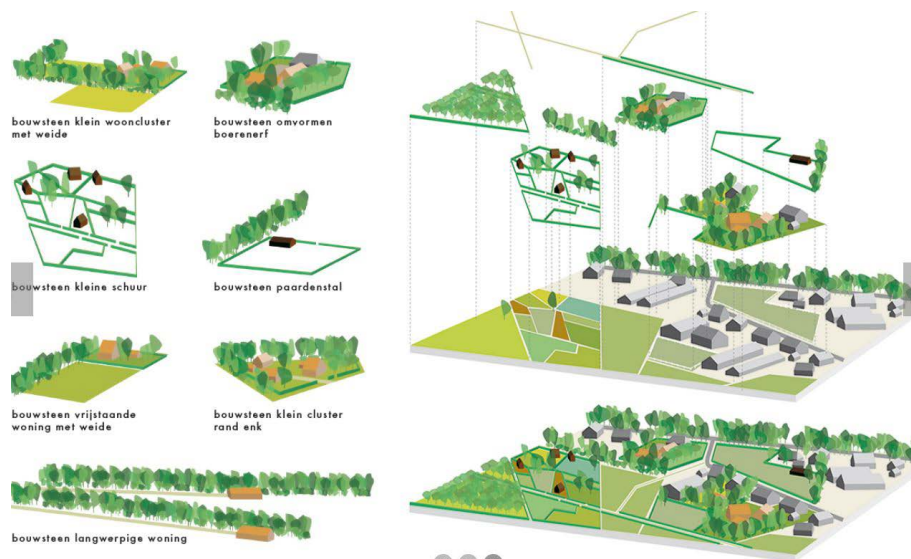 bouwsteen klein wooncluster
met weide
bouwsteen omvormen
boerenerf
bouwsteen kleine schuur
bouwsteen paardenstal
bouwsteen vrijstaande
woning met weide
bouwsteen klein cluster
rand enk
bouwsteen langwerpige woning